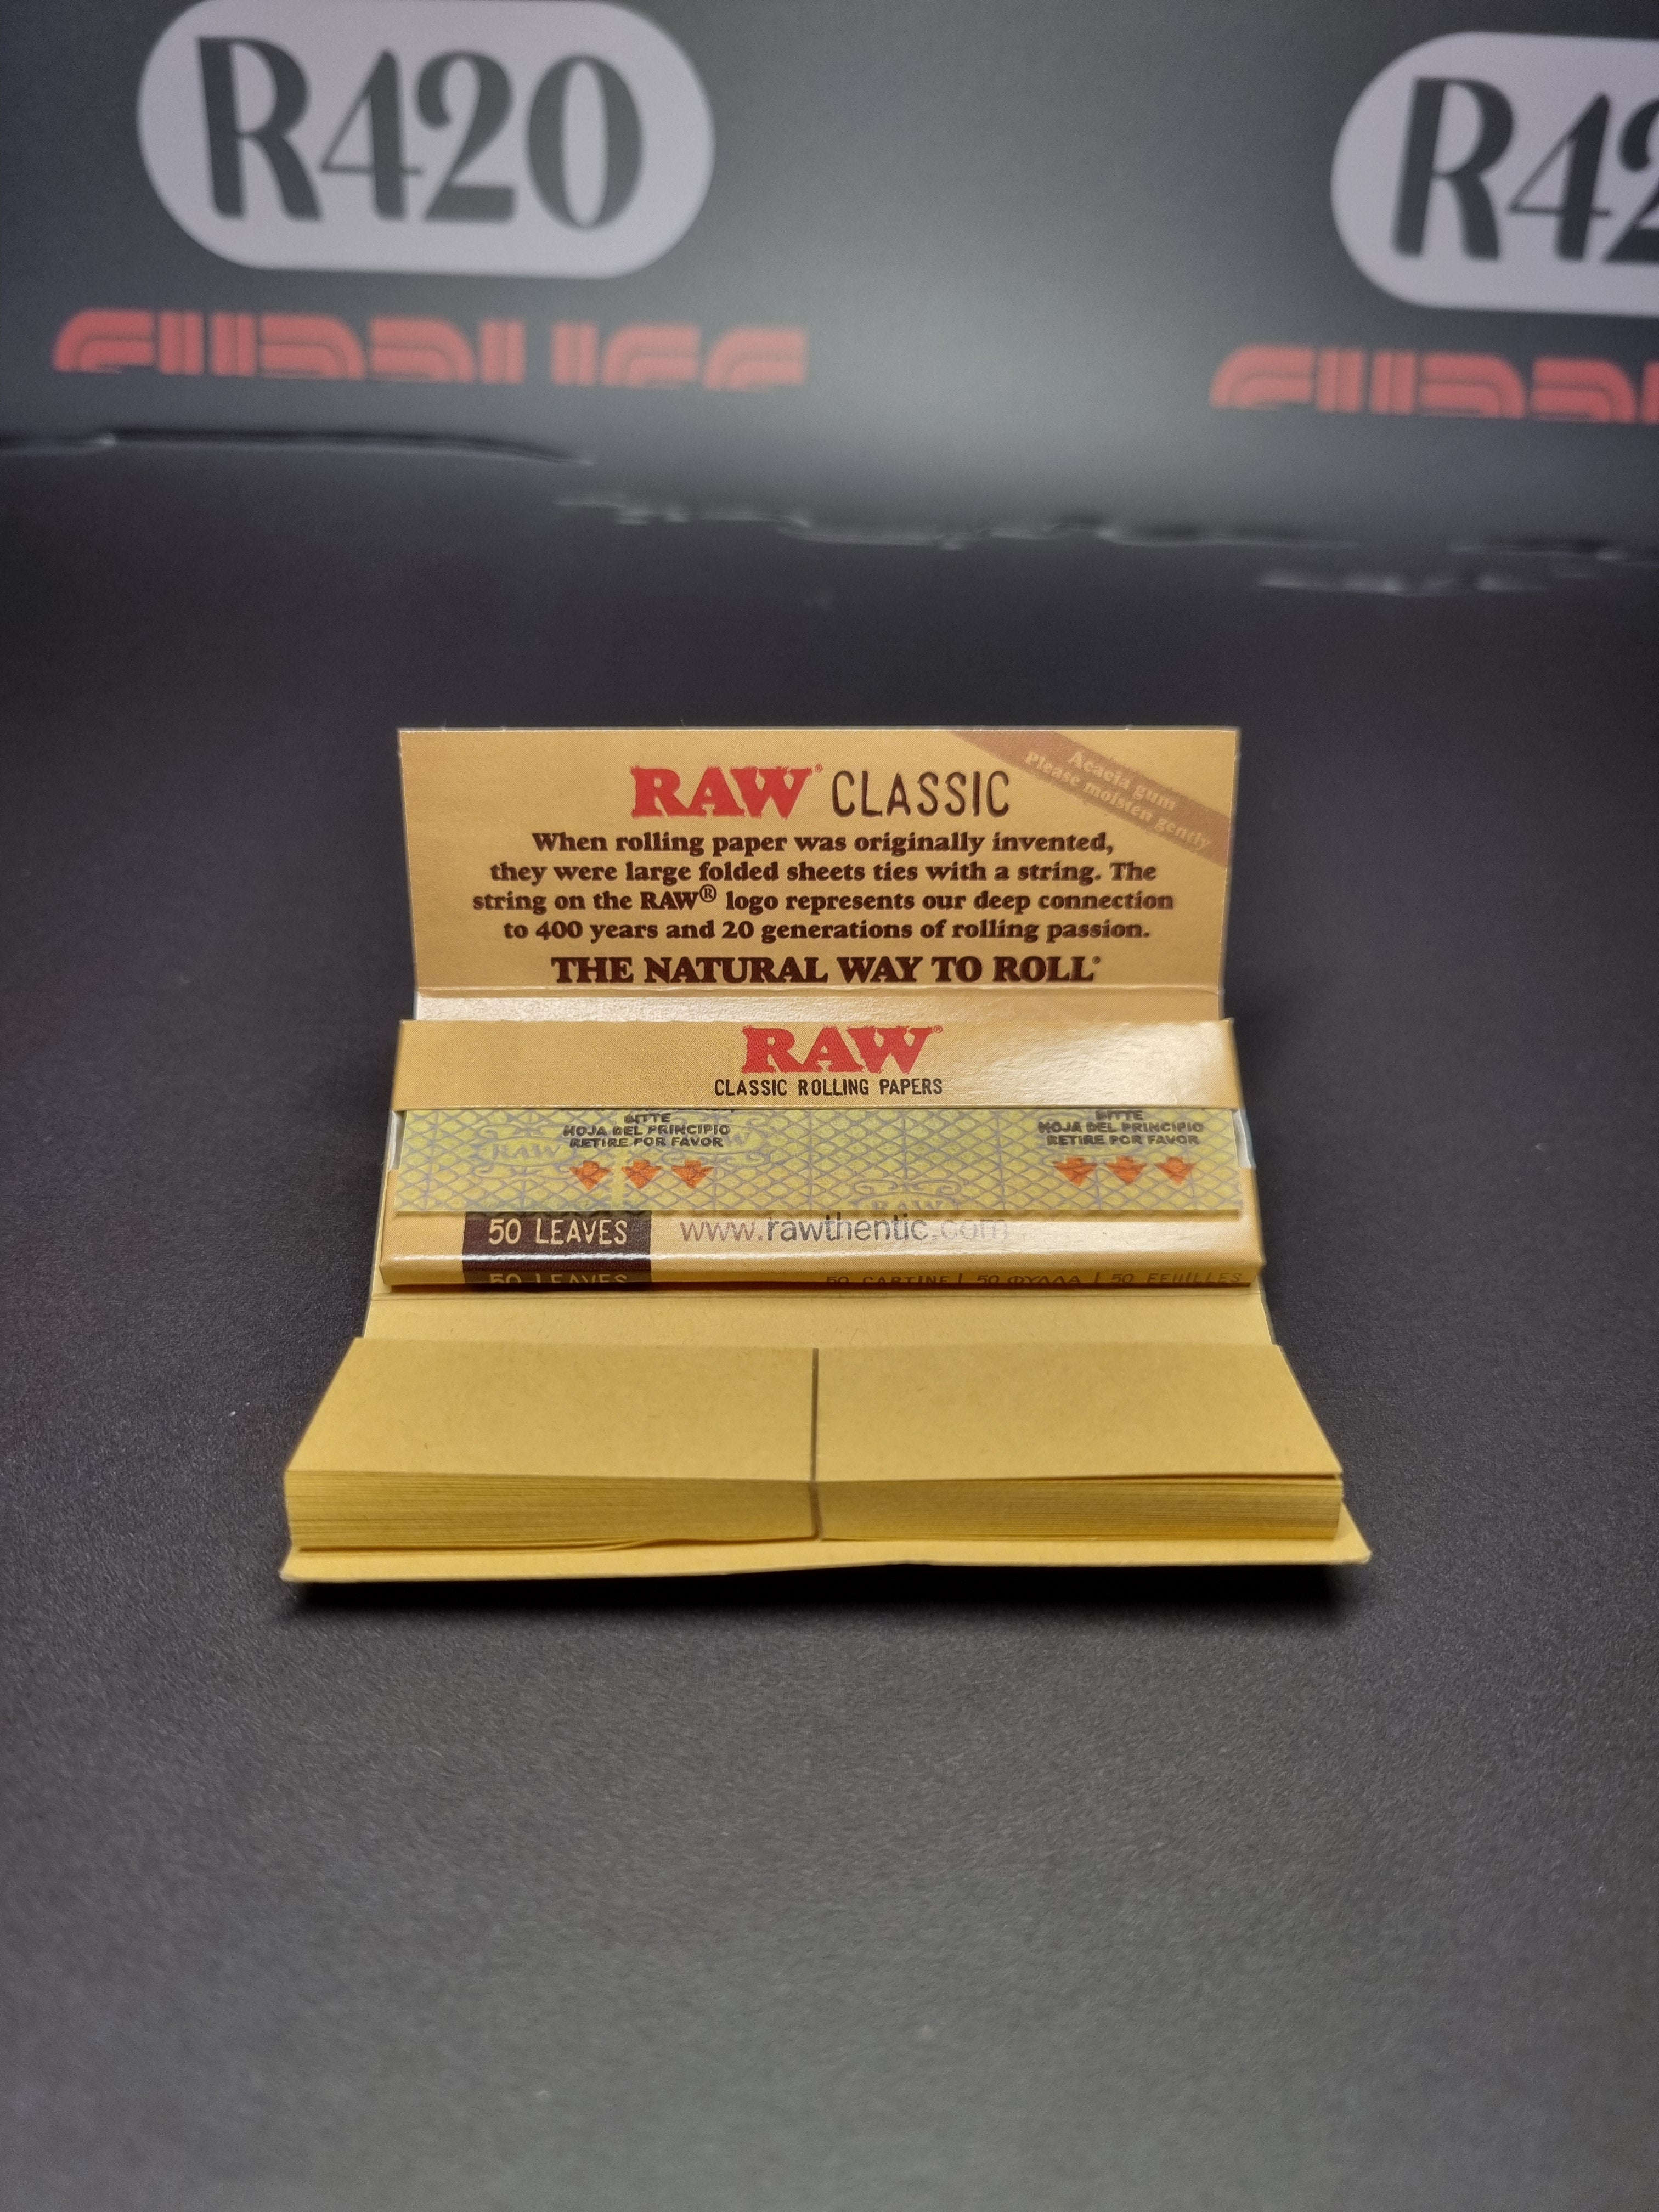 R420
R42
RAW® CLASSIC
Acacia gum
Please moisten gently
When rolling paper was originally invented,
they were large folded sheets ties with a string. The
string on the RAW® logo represents our deep connection
to 400 years and 20 generations of rolling passion.
THE NATURAL WAY TO ROLL®
RAW®
CLASSIC ROLLING PAPERS
BITTE
HOJA DEL PRINCIPIO
RETIRE POR FAVOR
BITTE
HOJA DEL PRINCIPIO
RETIRE POR FAVOR
RAW
RAW
50 LEAVES www.rawthentic.com
50 LEAVES 50 CARTINE | 50 ΦΥΛΛΑ | 50 FEUILLES